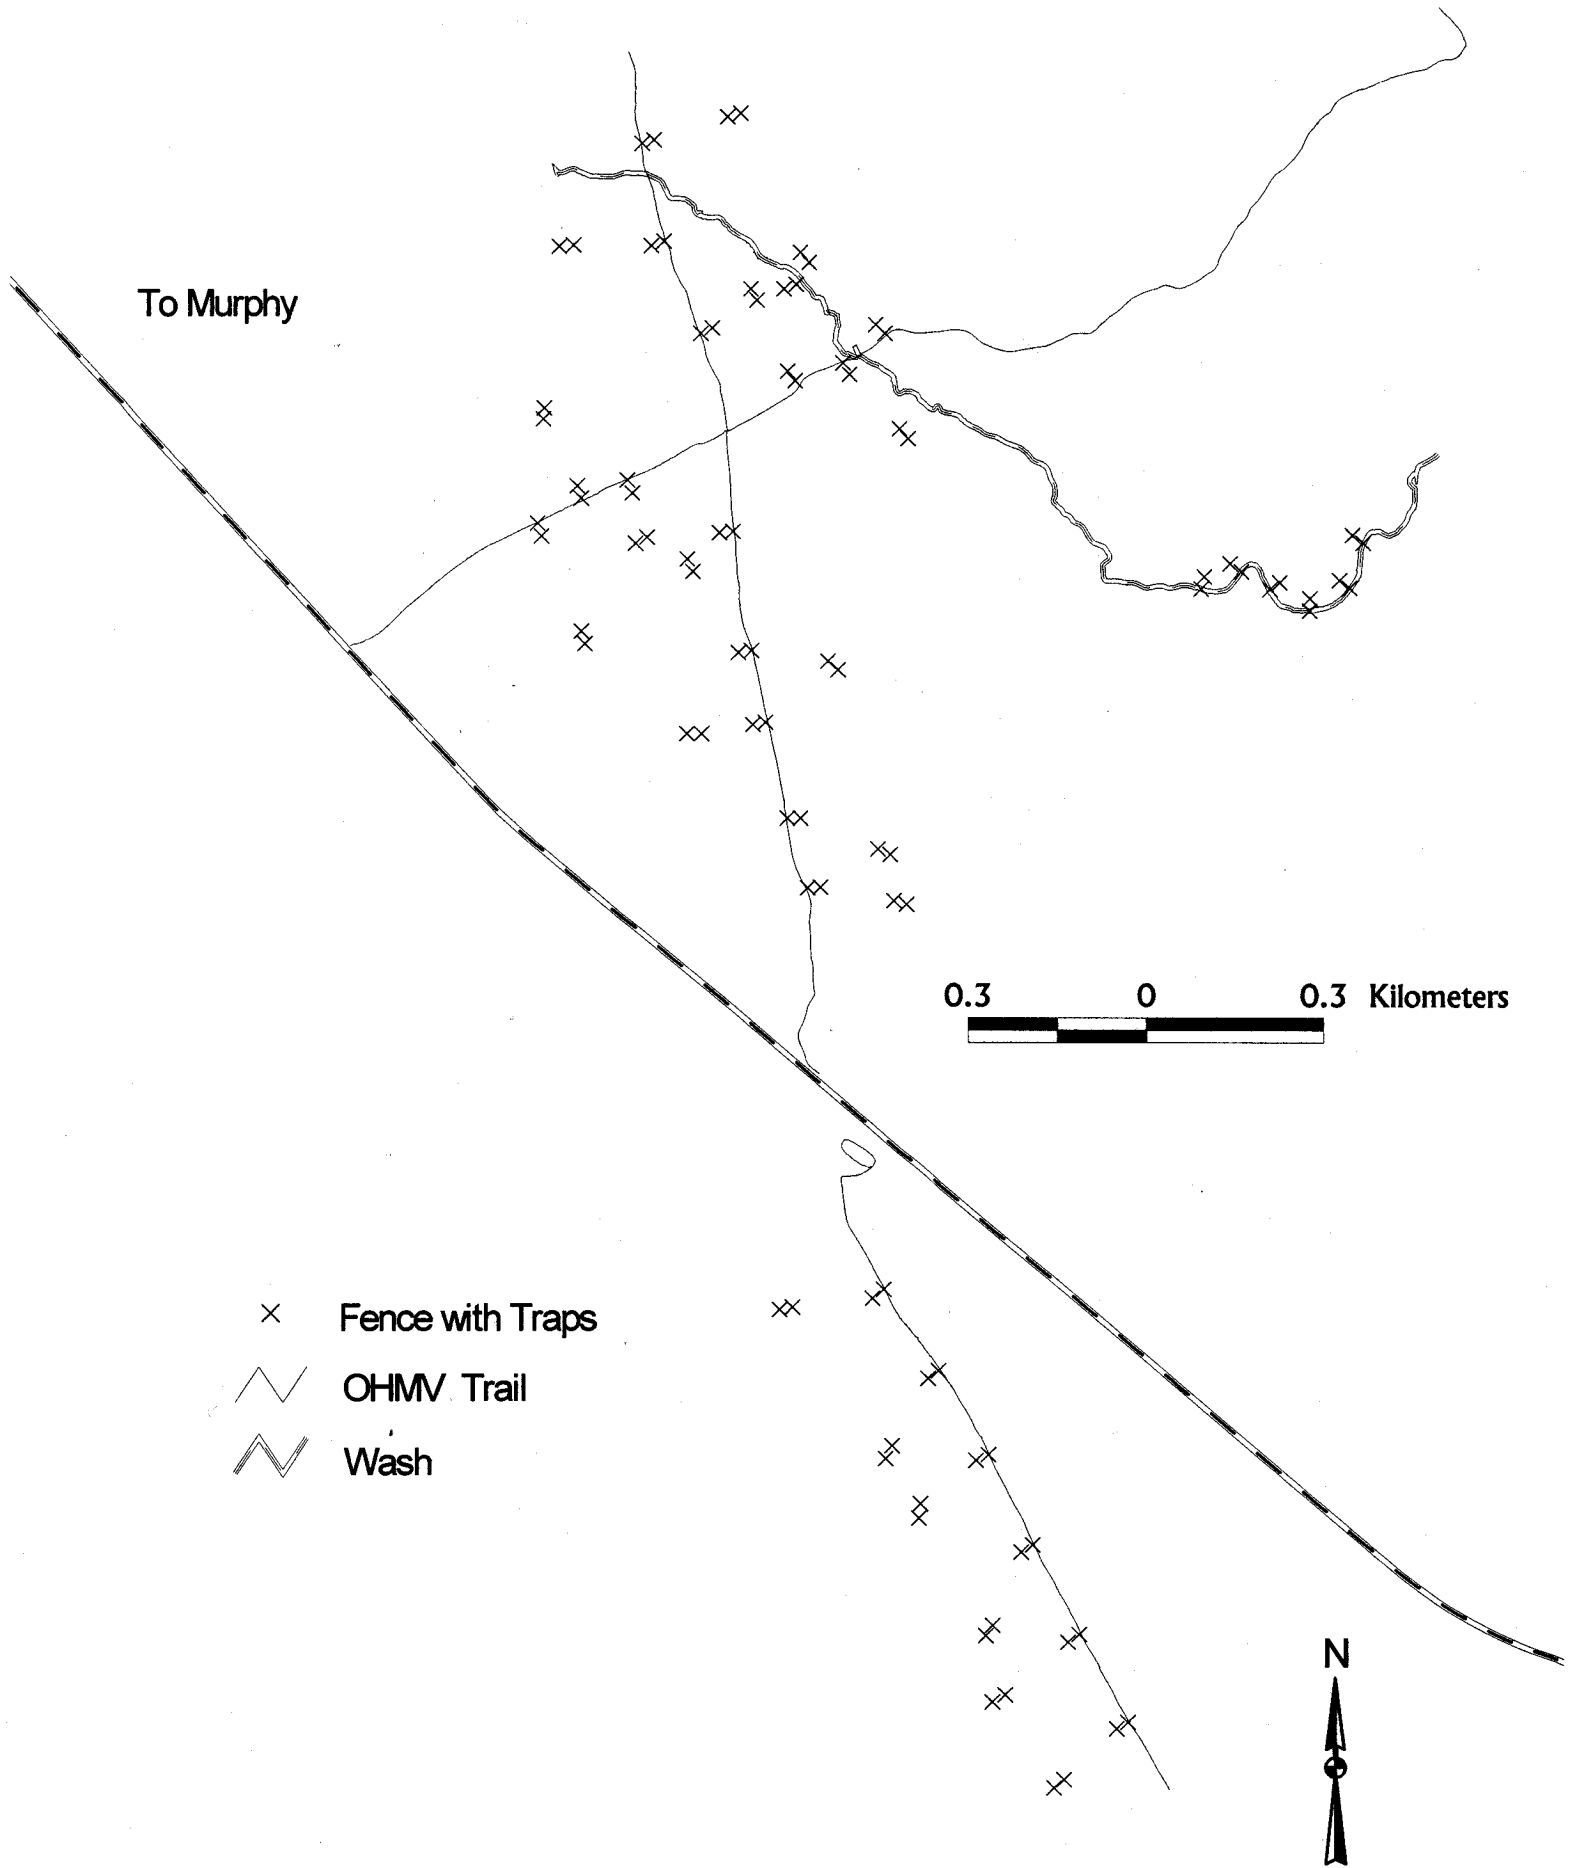 To Murphy
0.3 0 0.3 Kilometers
Fence with Traps
OHMV Trail
Wash
N